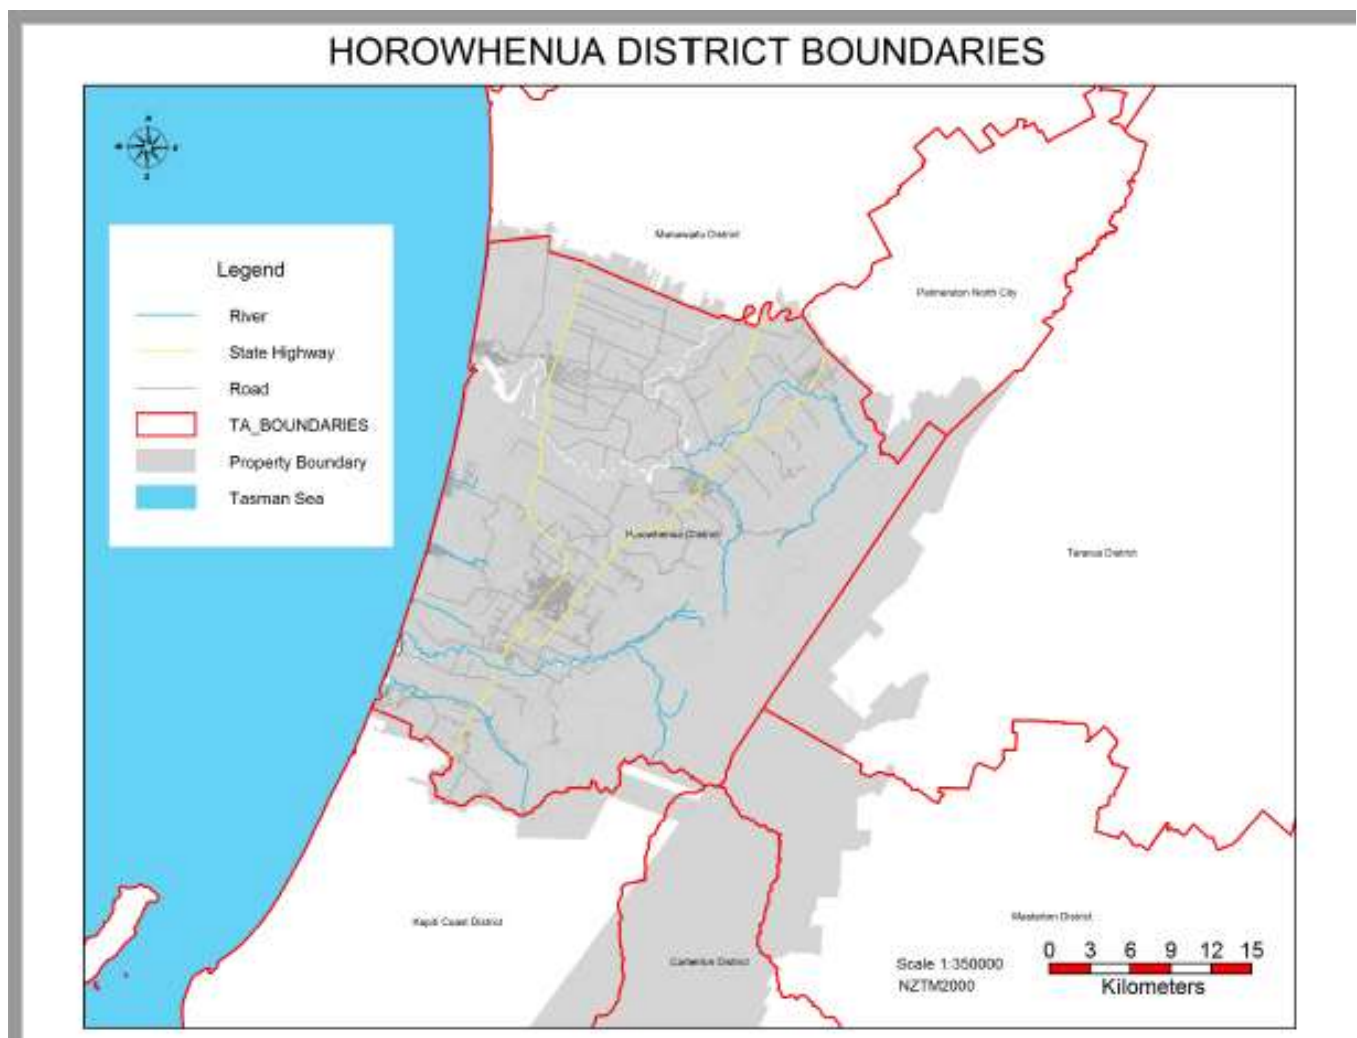 HOROWHENUA DISTRICT BOUNDARIES
N
W
E
S
Legend
River
State Highway
Road
TA_BOUNDARIES
Property Boundary
Tasman Sea
Manawatu District
Palmerston North City
Horowhenua District
Tararua District
Kapiti Coast District
Carterton District
Masterton District
Scale 1:350000
NZTM2000
0 3 6 9 12 15
Kilometers